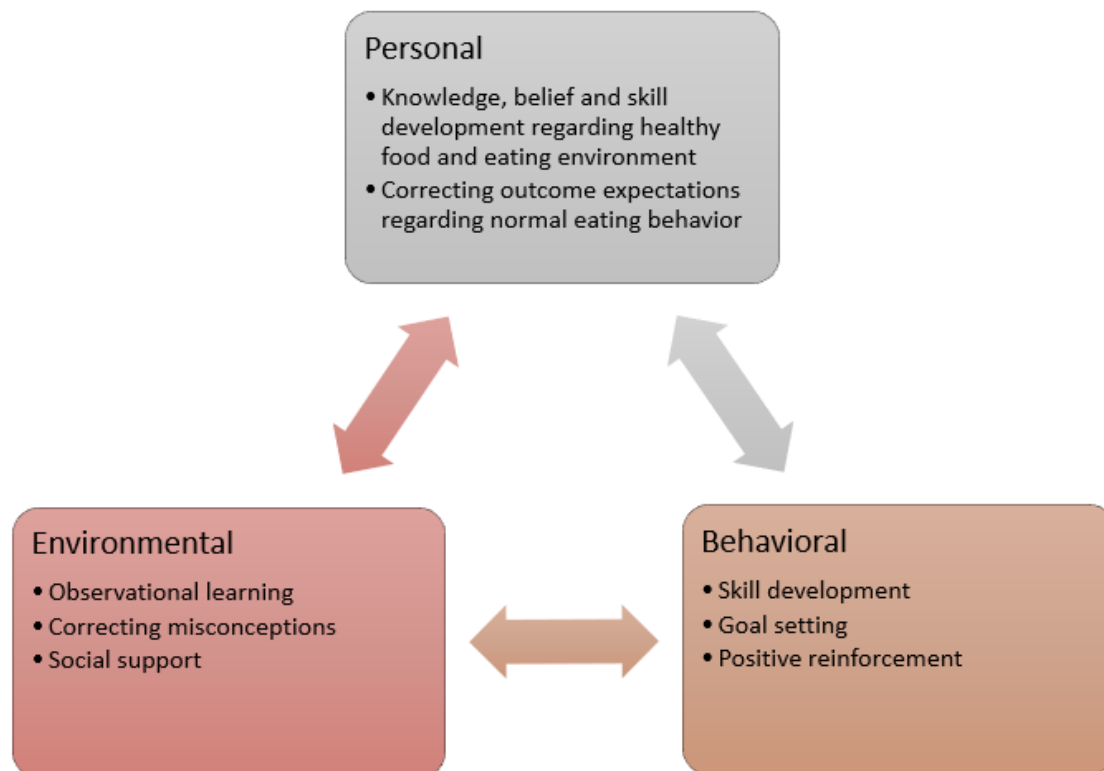 Personal
• Knowledge, belief and skill
development regarding healthy
food and eating environment
• Correcting outcome expectations
regarding normal eating behavior
Environmental
• Observational learning
• Correcting misconceptions
• Social support
Behavioral
• Skill development
• Goal setting
• Positive reinforcement